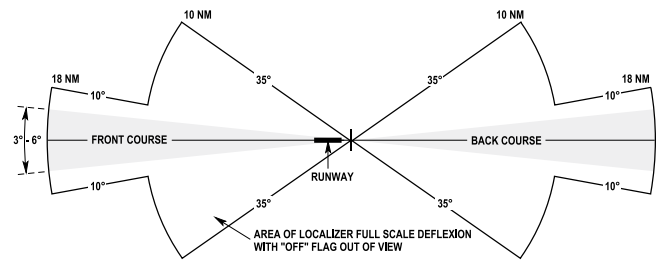 10 NM
10 NM
35°
35°
18 NM
18 NM
10°
10°
3° - 6°
FRONT COURSE
BACK COURSE
RUNWAY
10°
10°
35°
35°
AREA OF LOCALIZER FULL SCALE DEFLEXION
WITH "OFF" FLAG OUT OF VIEW